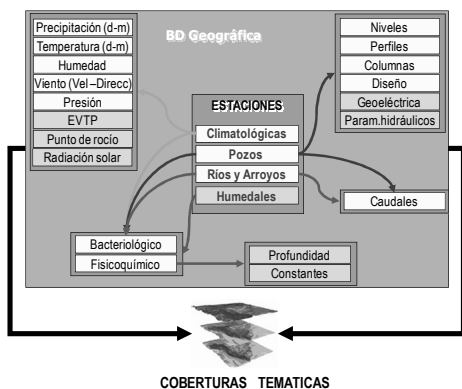 BD Geográfica
Precipitación (d-m)
Temperatura (d-m)
Humedad
Viento (Vel –Direcc)
Presión
EVTP
Punto de rocío
Radiación solar
Niveles
Perfiles
Columnas
Diseño
Geoeléctrica
Param.hidráulicos
ESTACIONES
Climatológicas
Pozos
Ríos y Arroyos
Humedales
Caudales
Bacteriológico
Fisicoquímico
Profundidad
Constantes
COBERTURAS TEMATICAS